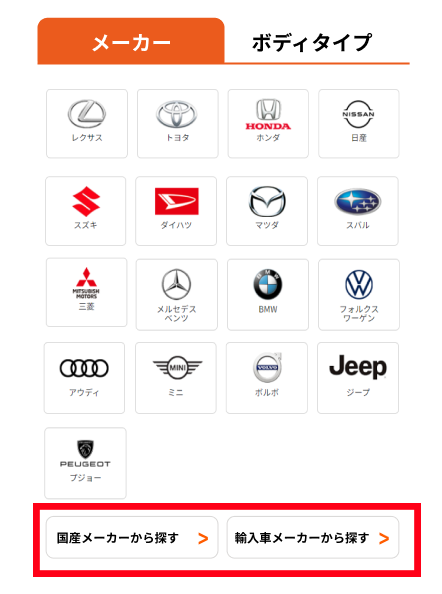 メーカー
ボディタイプ
レクサス
トヨタ
HONDA
ホンダ
NISSAN
日産
スズキ
ダイハツ
マツダ
スバル
MITSUBISHI
MOTORS
三菱
メルセデス
ベンツ
BMW
BMW
フォルクス
ワーゲン
アウディ
MINI
ミニ
VOLVO
ボルボ
Jeep
ジープ
PEUGEOT
プジョー
国産メーカーから探す >
輸入車メーカーから探す >